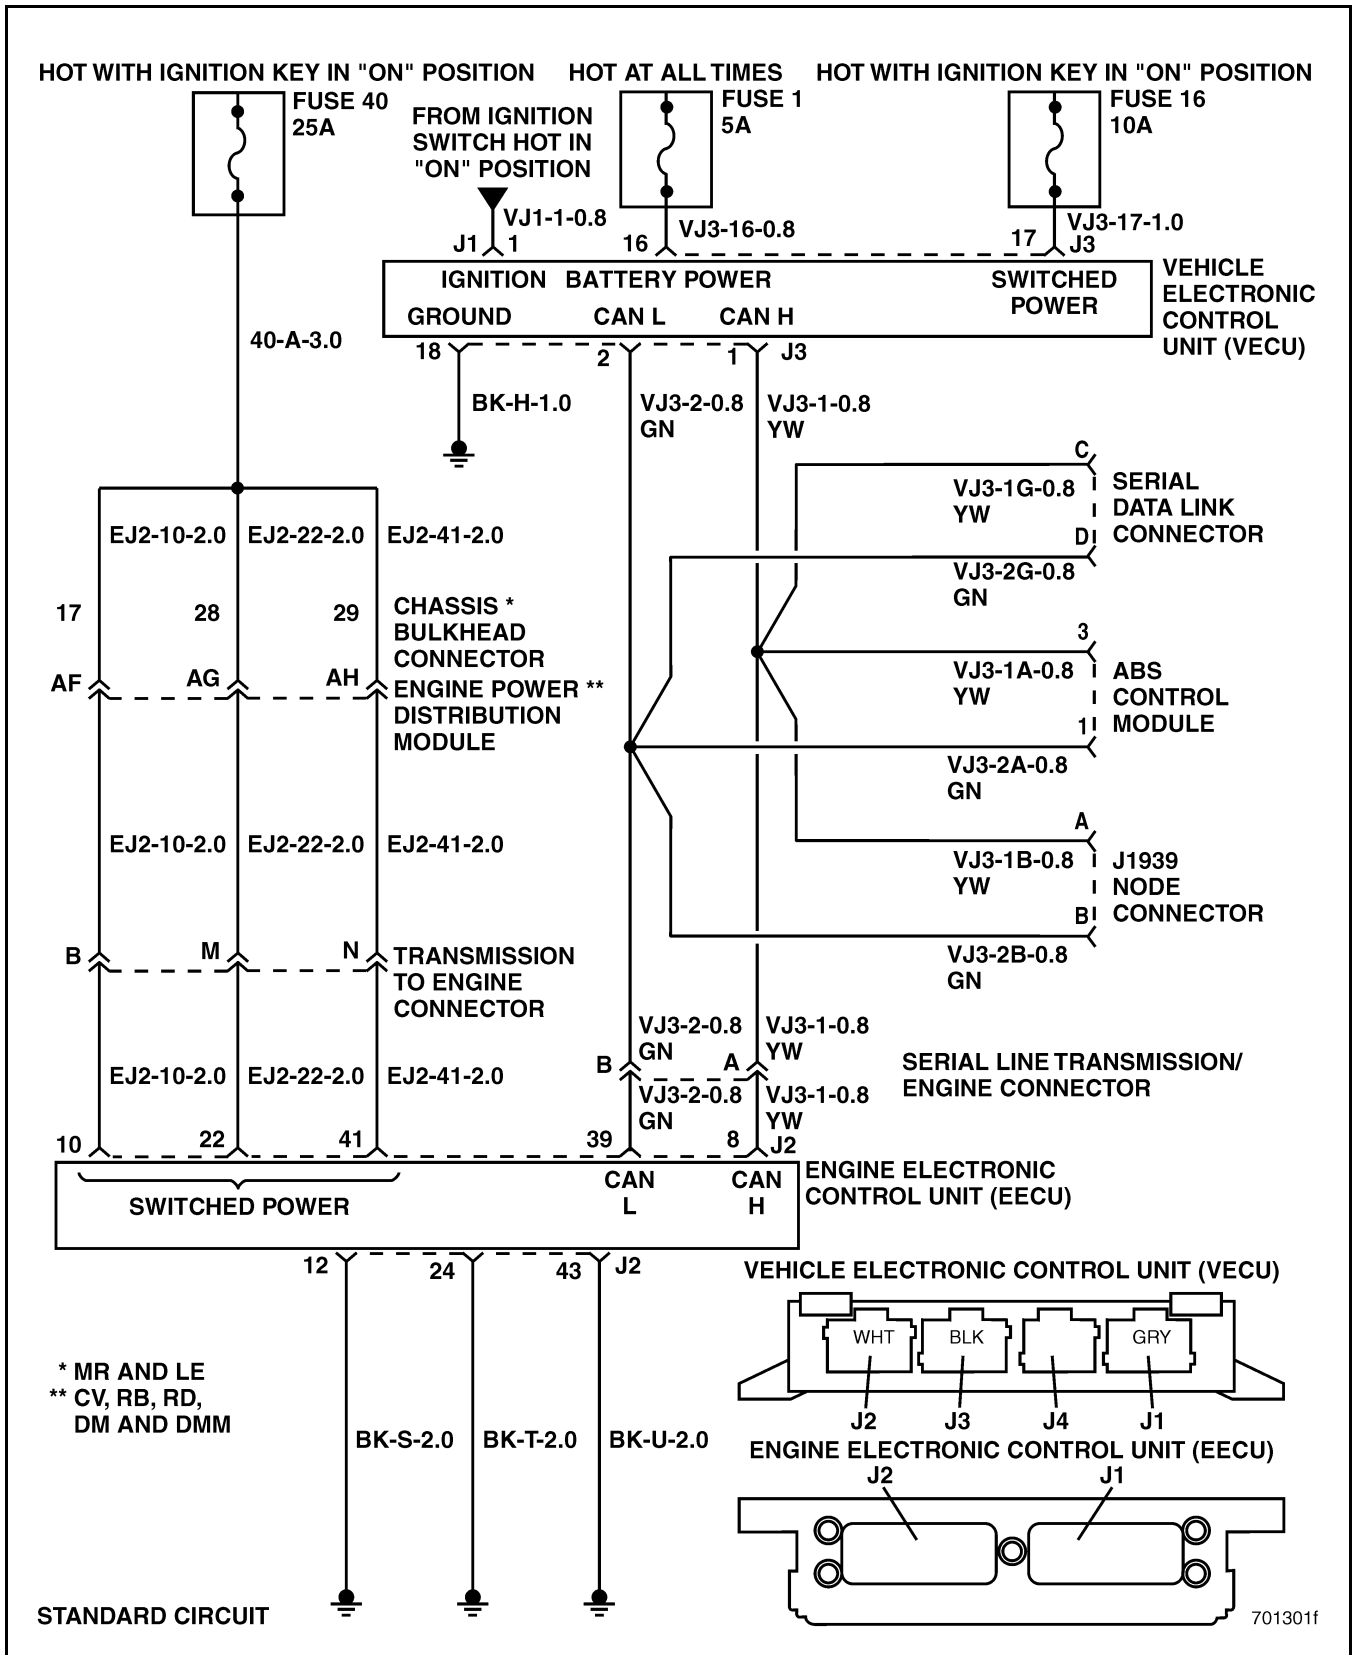 HOT WITH IGNITION KEY IN "ON" POSITION
FUSE 40
25A
FROM IGNITION
SWITCH HOT IN
"ON" POSITION
HOT AT ALL TIMES
FUSE 1
5A
HOT WITH IGNITION KEY IN "ON" POSITION
FUSE 16
10A
VJ1-1-0.8
VJ3-16-0.8
VJ3-17-1.0
J1 1
16
17 J3
IGNITION BATTERY POWER
SWITCHED
POWER
GROUND CAN L CAN H
VEHICLE
ELECTRONIC
CONTROL
UNIT (VECU)
18 2 1 J3
40-A-3.0
BK-H-1.0
VJ3-2-0.8
GN
VJ3-1-0.8
YW
C
VJ3-1G-0.8
YW
D
SERIAL
DATA LINK
CONNECTOR
VJ3-2G-0.8
GN
EJ2-10-2.0 EJ2-22-2.0 EJ2-41-2.0
17 28 29
CHASSIS *
BULKHEAD
CONNECTOR
AF AG AH
ENGINE POWER **
DISTRIBUTION
MODULE
3
VJ3-1A-0.8
YW
1
ABS
CONTROL
MODULE
VJ3-2A-0.8
GN
EJ2-10-2.0 EJ2-22-2.0 EJ2-41-2.0
A
VJ3-1B-0.8
YW
B
J1939
NODE
CONNECTOR
VJ3-2B-0.8
GN
B M N
TRANSMISSION
TO ENGINE
CONNECTOR
VJ3-2-0.8
GN
VJ3-1-0.8
YW
B A
SERIAL LINE TRANSMISSION/
ENGINE CONNECTOR
EJ2-10-2.0 EJ2-22-2.0 EJ2-41-2.0
VJ3-2-0.8
GN
VJ3-1-0.8
YW
10 22 41 39 8 J2
SWITCHED POWER
CAN
L
CAN
H
ENGINE ELECTRONIC
CONTROL UNIT (EECU)
12 24 43 J2
VEHICLE ELECTRONIC CONTROL UNIT (VECU)
WHT BLK GRY
J2 J3 J4 J1
* MR AND LE
** CV, RB, RD,
DM AND DMM
BK-S-2.0 BK-T-2.0 BK-U-2.0
ENGINE ELECTRONIC CONTROL UNIT (EECU)
J2 J1
STANDARD CIRCUIT
701301f